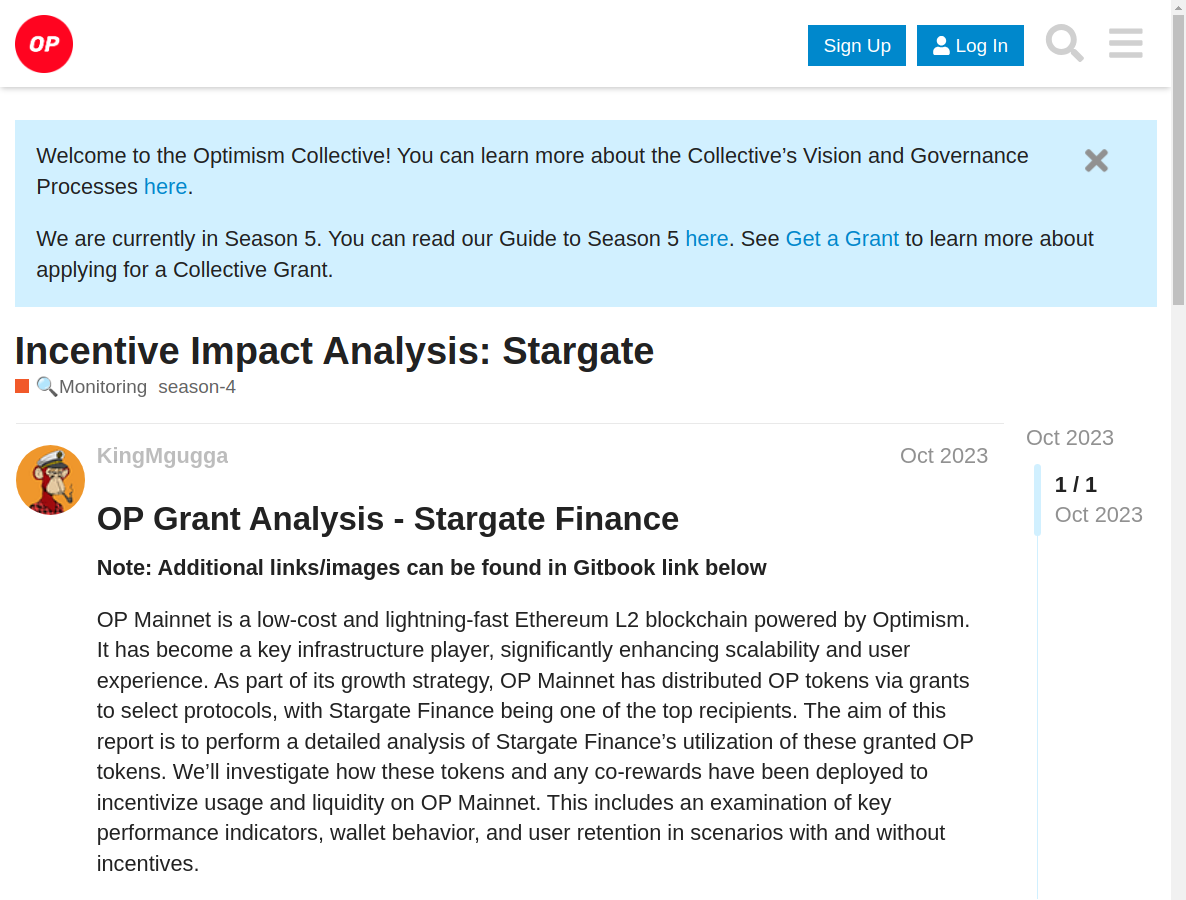 OP
Sign Up
Log In
Welcome to the Optimism Collective! You can learn more about the Collective’s Vision and Governance
Processes here.
We are currently in Season 5. You can read our Guide to Season 5 here. See Get a Grant to learn more about
applying for a Collective Grant.
Incentive Impact Analysis: Stargate
🔍Monitoring season-4
KingMgugga
Oct 2023
Oct 2023
1 / 1
Oct 2023
OP Grant Analysis - Stargate Finance
Note: Additional links/images can be found in Gitbook link below
OP Mainnet is a low-cost and lightning-fast Ethereum L2 blockchain powered by Optimism.
It has become a key infrastructure player, significantly enhancing scalability and user
experience. As part of its growth strategy, OP Mainnet has distributed OP tokens via grants
to select protocols, with Stargate Finance being one of the top recipients. The aim of this
report is to perform a detailed analysis of Stargate Finance’s utilization of these granted OP
tokens. We’ll investigate how these tokens and any co-rewards have been deployed to
incentivize usage and liquidity on OP Mainnet. This includes an examination of key
performance indicators, wallet behavior, and user retention in scenarios with and without
incentives.